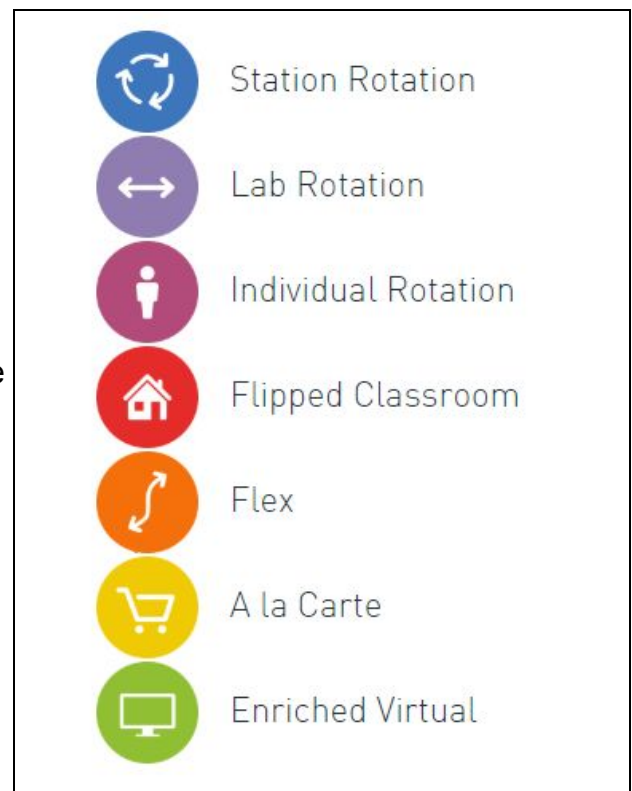 Station Rotation
Lab Rotation
Individual Rotation
e
Flipped Classroom
Flex
A la Carte
Enriched Virtual